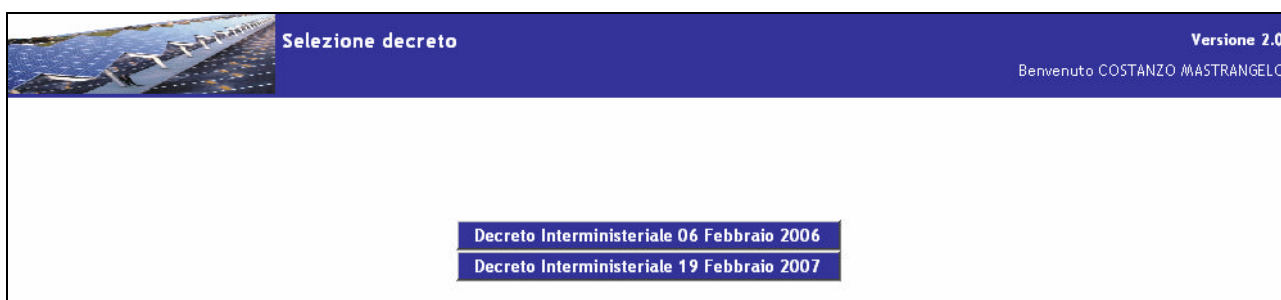 Selezione decreto
Versione 2.0
Benvenuto COSTANZO MASTRANGELO
Decreto Interministeriale 06 Febbraio 2006
Decreto Interministeriale 19 Febbraio 2007